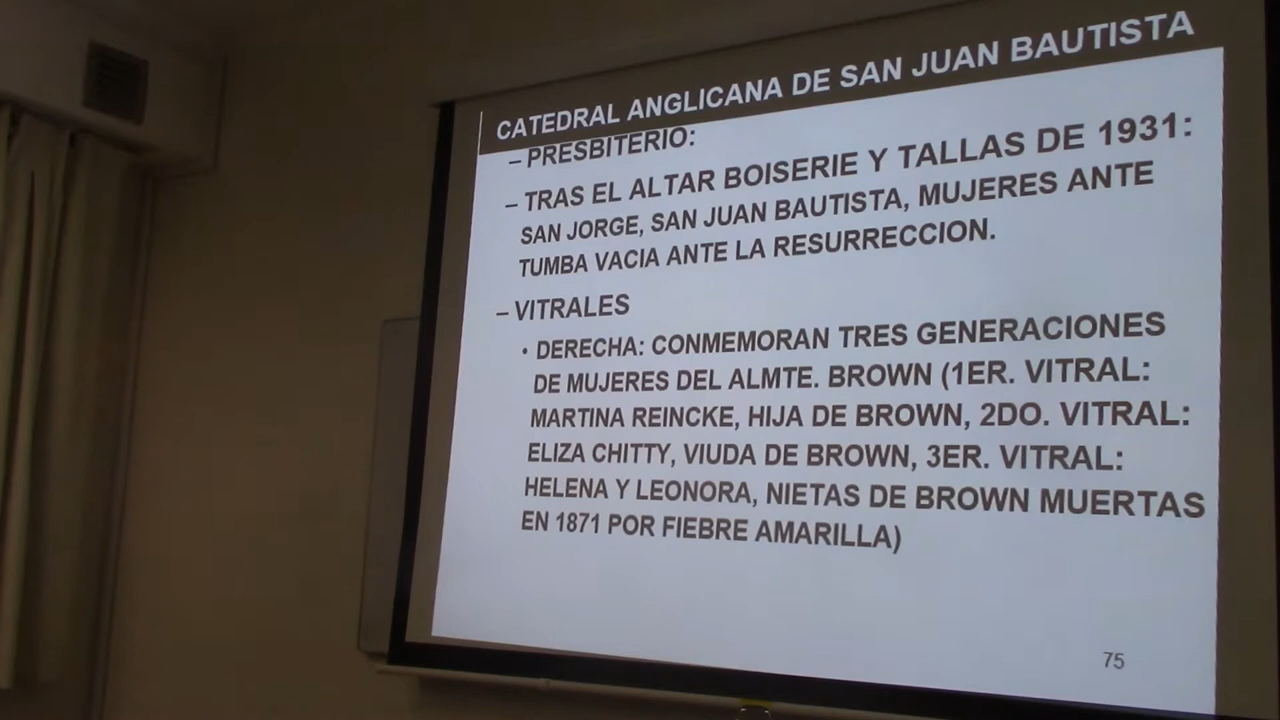 CATEDRAL ANGLICANA DE SAN JUAN BAUTISTA
– PRESBITERIO:
– TRAS EL ALTAR BOISERIE Y TALLAS DE 1931:
SAN JORGE, SAN JUAN BAUTISTA, MUJERES ANTE
TUMBA VACIA ANTE LA RESURRECCION.
– VITRALES
• DERECHA: CONMEMORAN TRES GENERACIONES
DE MUJERES DEL ALMTE. BROWN (1ER. VITRAL:
MARTINA REINCKE, HIJA DE BROWN, 2DO. VITRAL:
ELIZA CHITTY, VIUDA DE BROWN, 3ER. VITRAL:
HELENA Y LEONORA, NIETAS DE BROWN MUERTAS
EN 1871 POR FIEBRE AMARILLA)
75